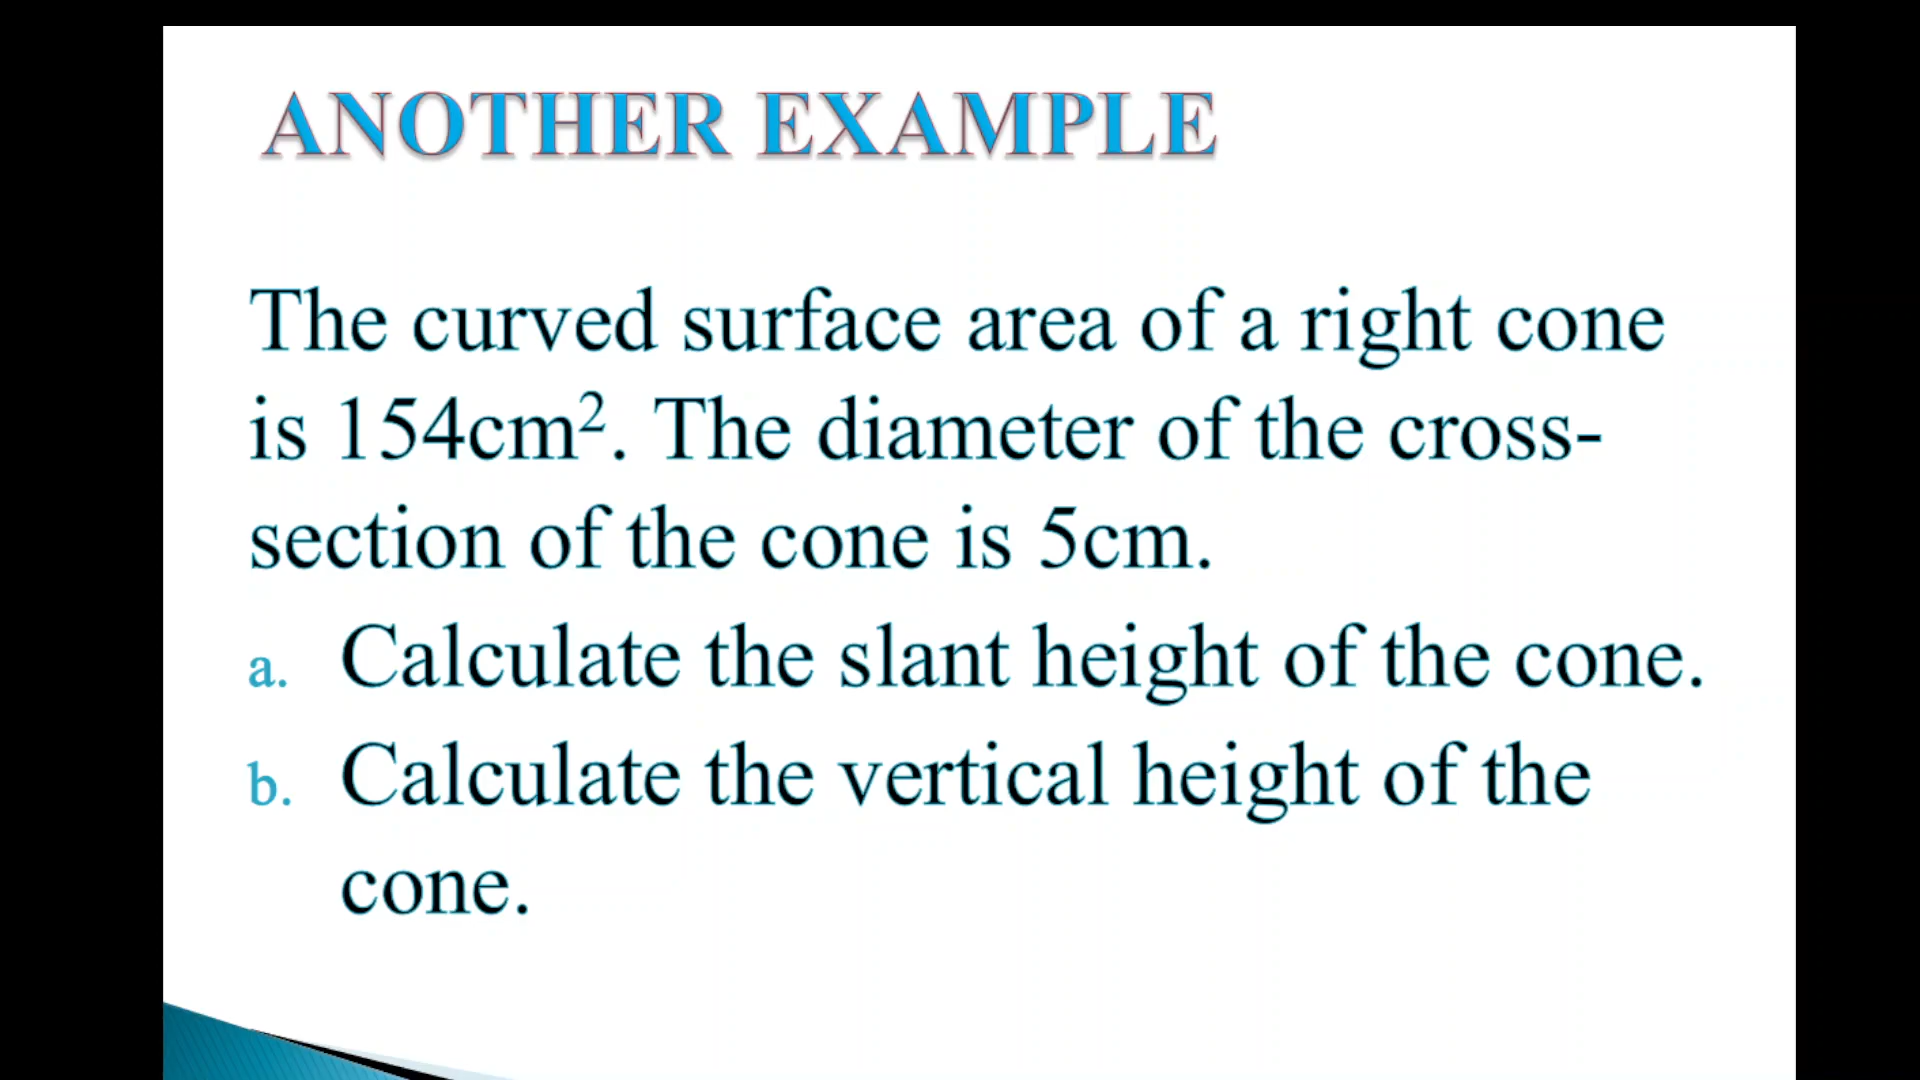 ANOTHER EXAMPLE
The curved surface area of a right cone
is 154cm². The diameter of the cross-
section of the cone is 5cm.
a. Calculate the slant height of the cone.
b. Calculate the vertical height of the
cone.